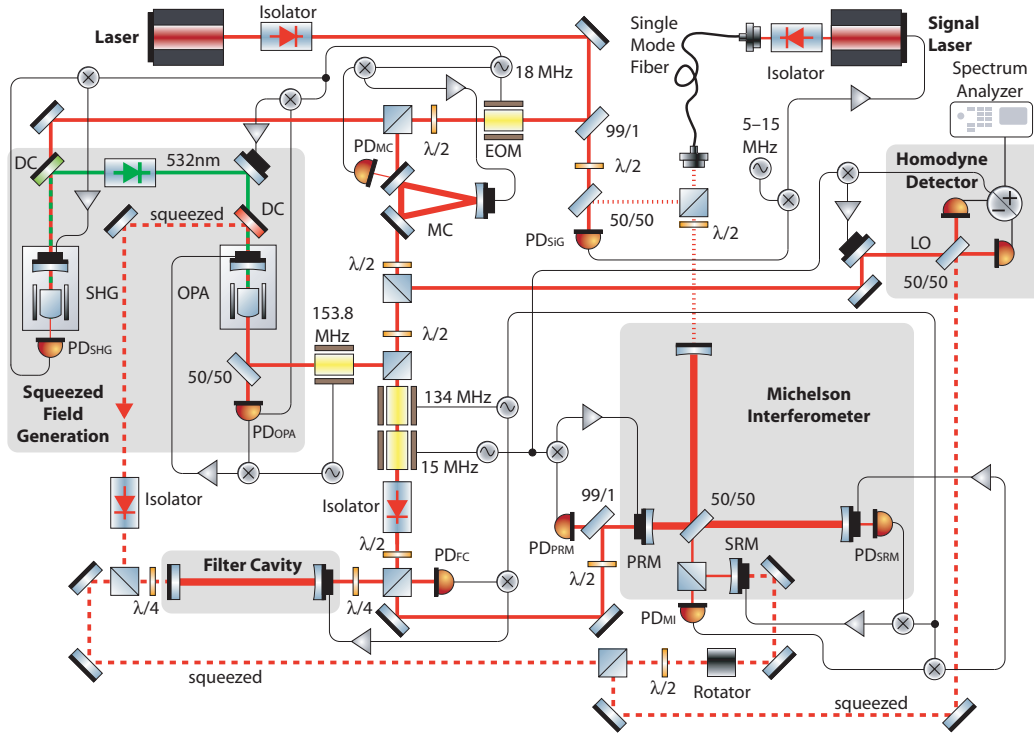 Laser
Isolator
18 MHz
Single
Mode
Fiber
Isolator
Signal
Laser
Spectrum
Analyzer
99/1
5–15
MHz
EOM
λ/2
PDMC
λ/2
DC
532nm
DC
squeezed
MC
50/50
PDSiG
λ/2
Homodyne
Detector
−
+
LO
50/50
SHG
OPA
λ/2
PDSHG
153.8
MHz
λ/2
50/50
Squeezed
Field
Generation
PDOPA
134 MHz
15 MHz
Michelson
Interferometer
Isolator
Isolator
99/1
50/50
PDPRM
PRM
SRM
PDSRM
λ/2
PDFC
Filter Cavity
λ/4
λ/4
λ/2
PDMI
squeezed
λ/2
Rotator
squeezed